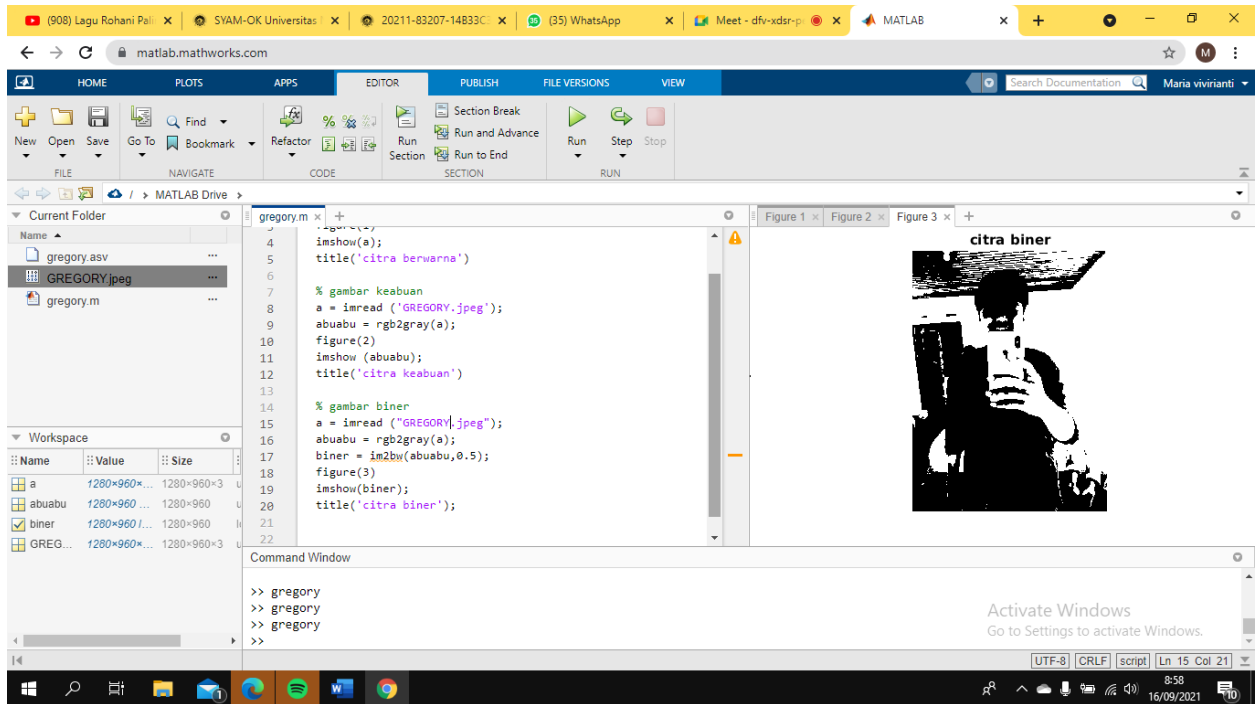 (908) Lagu Rohani Pali
SYAM-OK Universitas
20211-83207-14B33C
(35) WhatsApp
Meet - dfv-xdsr-p
MATLAB
matlab.mathworks.com
M
HOME
PLOTS
APPS
EDITOR
PUBLISH
FILE VERSIONS
VIEW
Search Documentation
Maria vivirianti
New
Open
Save
Go To
Find
Bookmark
Refactor
Run Section
Section Break
Run and Advance
Run to End
Run
Step
Stop
FILE
NAVIGATE
CODE
SECTION
RUN
/ > MATLAB Drive >
Current Folder
Name
gregory.asv
GREGORY.jpeg
gregory.m
Workspace
Name Value Size
a 1280×960×... 1280×960×3 u
abuabu 1280×960 ... 1280×960 u
biner 1280×960 l... 1280×960 lo
GREG... 1280×960×... 1280×960×3 u
gregory.m
4 imshow(a);
5 title('citra berwarna')
6
7 % gambar keabuan
8 a = imread ('GREGORY.jpeg');
9 abuabu = rgb2gray(a);
10 figure(2)
11 imshow (abuabu);
12 title('citra keabuan')
13
14 % gambar biner
15 a = imread ("GREGORY.jpeg");
16 abuabu = rgb2gray(a);
17 biner = im2bw(abuabu,0.5);
18 figure(3)
19 imshow(biner);
20 title('citra biner');
21
22
Figure 1
Figure 2
Figure 3
citra biner
Command Window
>> gregory
>> gregory
>> gregory
>>
Activate Windows
Go to Settings to activate Windows.
UTF-8 CRLF script Ln 15 Col 21
8:58
16/09/2021
10